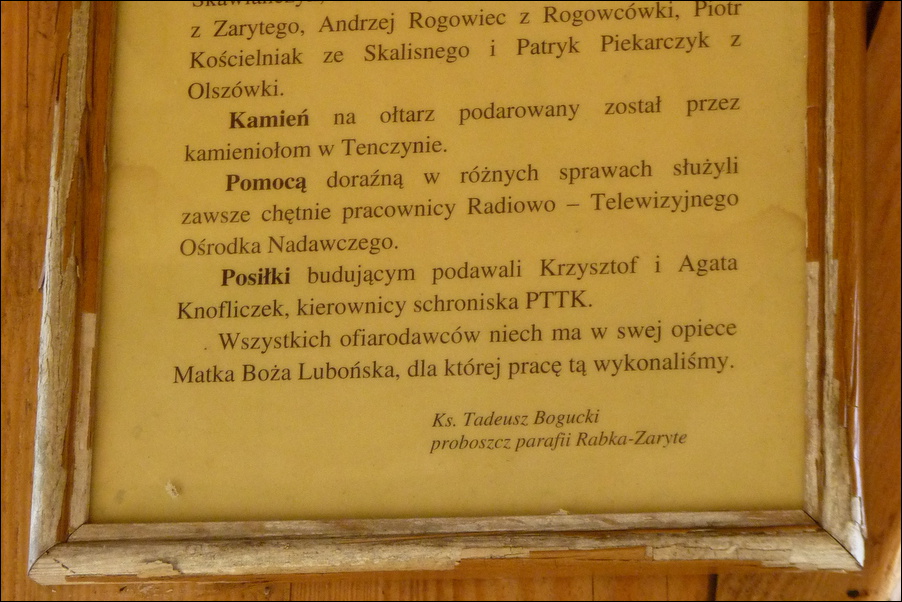 z Zarytego, Andrzej Rogowiec z Rogowcówki, Piotr
Kościelniak ze Skalisnego i Patryk Piekarczyk z
Olszówki.
Kamień na ołtarz podarowany został przez
kamieniołom w Tenczynie.
Pomocą doraźną w różnych sprawach służyli
zawsze chętnie pracownicy Radiowo – Telewizyjnego
Ośrodka Nadawczego.
Posiłki budującym podawali Krzysztof i Agata
Knofliczek, kierownicy schroniska PTTK.
Wszystkich ofiarodawców niech ma w swej opiece
Matka Boża Lubońska, dla której pracę tą wykonaliśmy.
Ks. Tadeusz Bogucki
proboszcz parafii Rabka-Zaryte